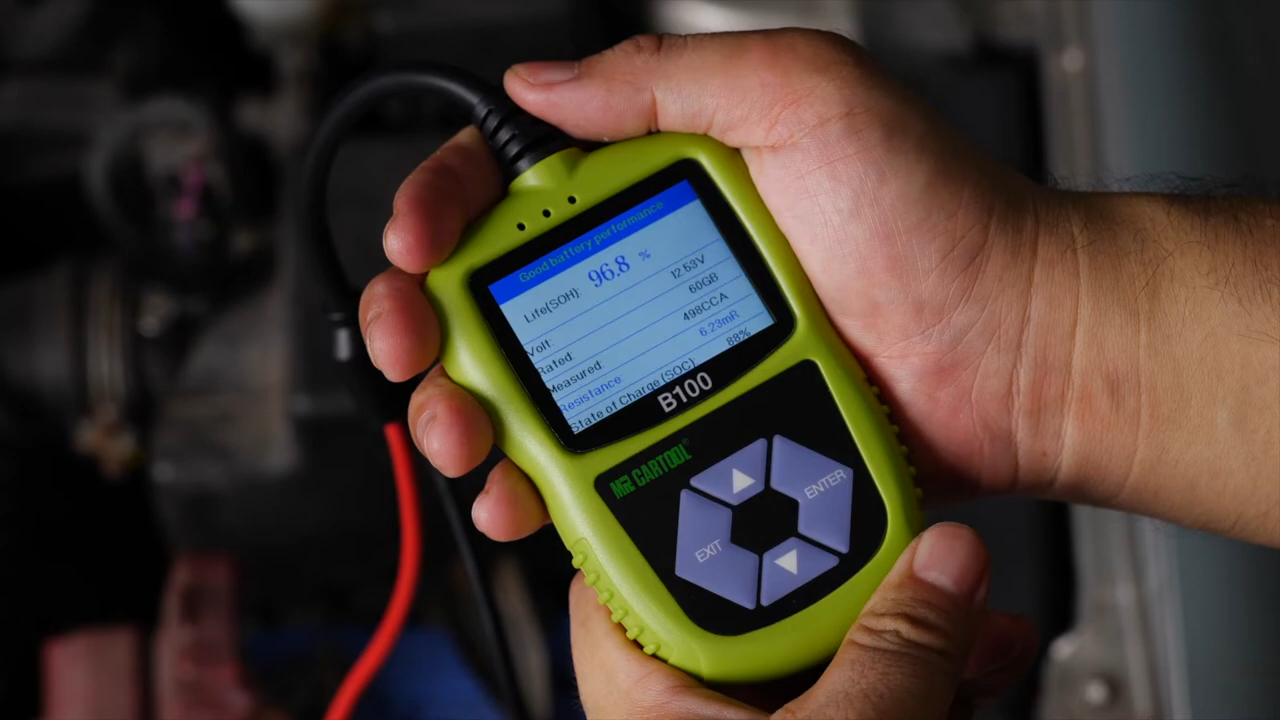 Good battery performance
Life(SOH): 96.8 %
Volt: 12.53V
Rated: 60GB
Measured: 498CCA
Resistance 6.23mR
State of Charge (SOC) 88%
B100
MR CARTOOL®
ENTER
EXIT